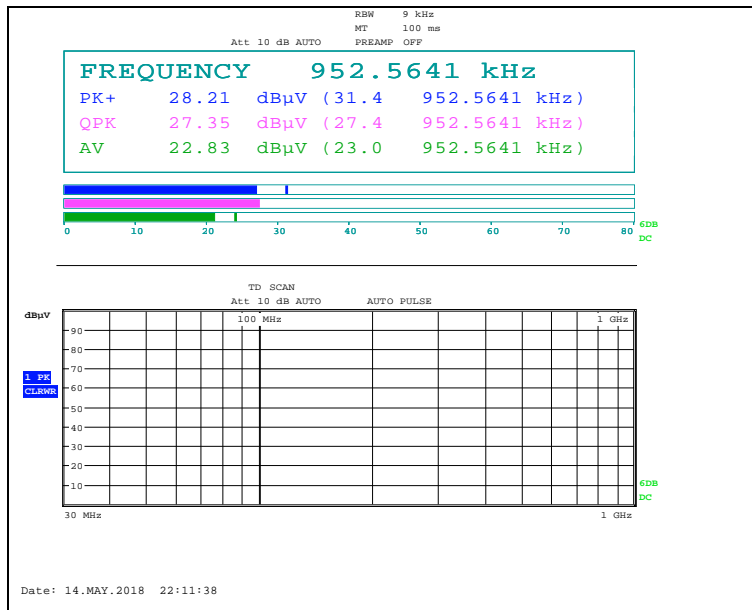 RBW 9 kHz
MT 100 ms
Att 10 dB AUTO PREAMP OFF
FREQUENCY 952.5641 kHz
PK+ 28.21 dBµV (31.4 952.5641 kHz)
QPK 27.35 dBµV (27.4 952.5641 kHz)
AV 22.83 dBµV (23.0 952.5641 kHz)
0 10 20 30 40 50 60 70 80
6DB
DC
TD SCAN
Att 10 dB AUTO AUTO PULSE
dBµV
100 MHz 1 GHz
90
80
70
1 PK
CLRWR
60
50
40
30
20
10
6DB
DC
30 MHz 1 GHz
Date: 14.MAY.2018 22:11:38